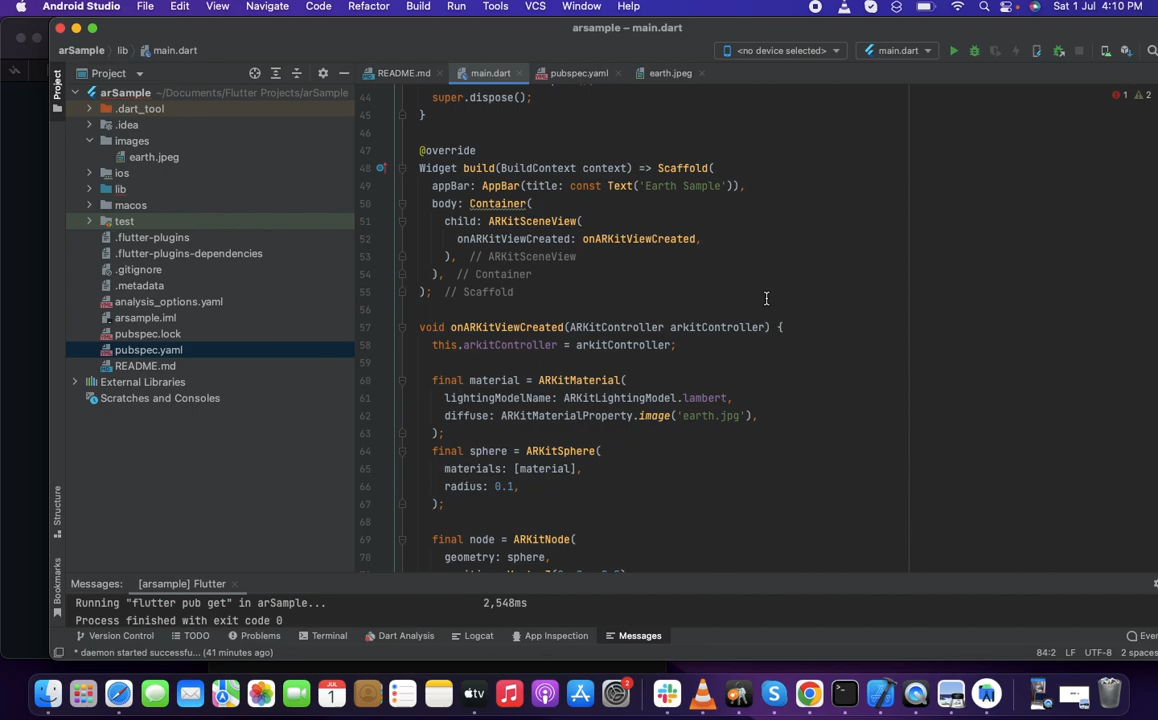 Android Studio File Edit View Navigate Code Refactor Build Run Tools VCS Window Help Sat 1 Jul 4:10 PM
arsample – main.dart
arSample lib main.dart <no device selected> main.dart
Project README.md main.dart pubspec.yaml earth.jpeg
Project
arSample ~/Documents/Flutter Projects/arSample
.dart_tool
.idea
images
earth.jpeg
ios
lib
macos
test
.flutter-plugins
.flutter-plugins-dependencies
.gitignore
.metadata
analysis_options.yaml
arsample.iml
pubspec.lock
pubspec.yaml
README.md
External Libraries
Scratches and Consoles
Structure
Bookmarks
1 2
44 super.dispose();
45 }
46
47 @override
48 Widget build(BuildContext context) => Scaffold(
49 appBar: AppBar(title: const Text('Earth Sample')),
50 body: Container(
51 child: ARKitSceneView(
52 onARKitViewCreated: onARKitViewCreated,
53 ), // ARKitSceneView
54 ), // Container
55 ); // Scaffold
56
57 void onARKitViewCreated(ARKitController arkitController) {
58 this.arkitController = arkitController;
59
60 final material = ARKitMaterial(
61 lightingModelName: ARKitLightingModel.lambert,
62 diffuse: ARKitMaterialProperty.image('earth.jpg'),
63 );
64 final sphere = ARKitSphere(
65 materials: [material],
66 radius: 0.1,
67 );
68
69 final node = ARKitNode(
70 geometry: sphere,
Messages: [arsample] Flutter
Running "flutter pub get" in arSample... 2,548ms
Process finished with exit code 0
Version Control TODO Problems Terminal Dart Analysis Logcat App Inspection Messages Ever
* daemon started successfu... (41 minutes ago) 84:2 LF UTF-8 2 spaces
JUL
1
tv
2